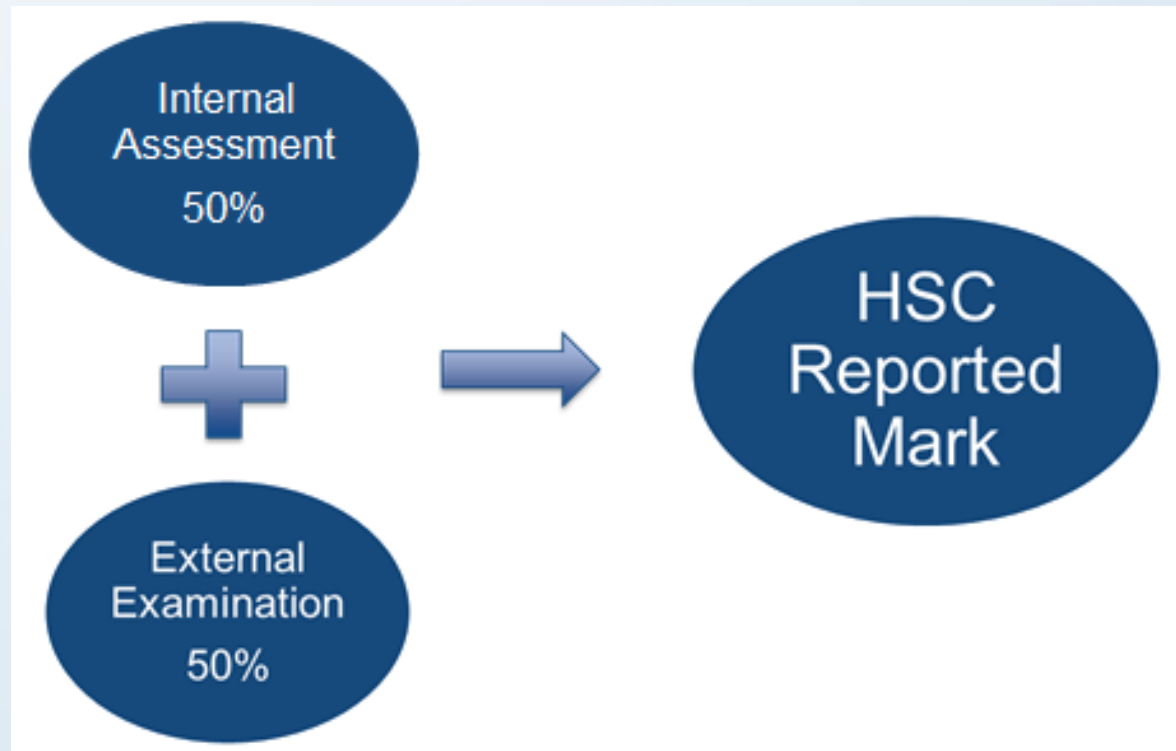 Internal
Assessment
50%
External
Examination
50%
HSC
Reported
Mark